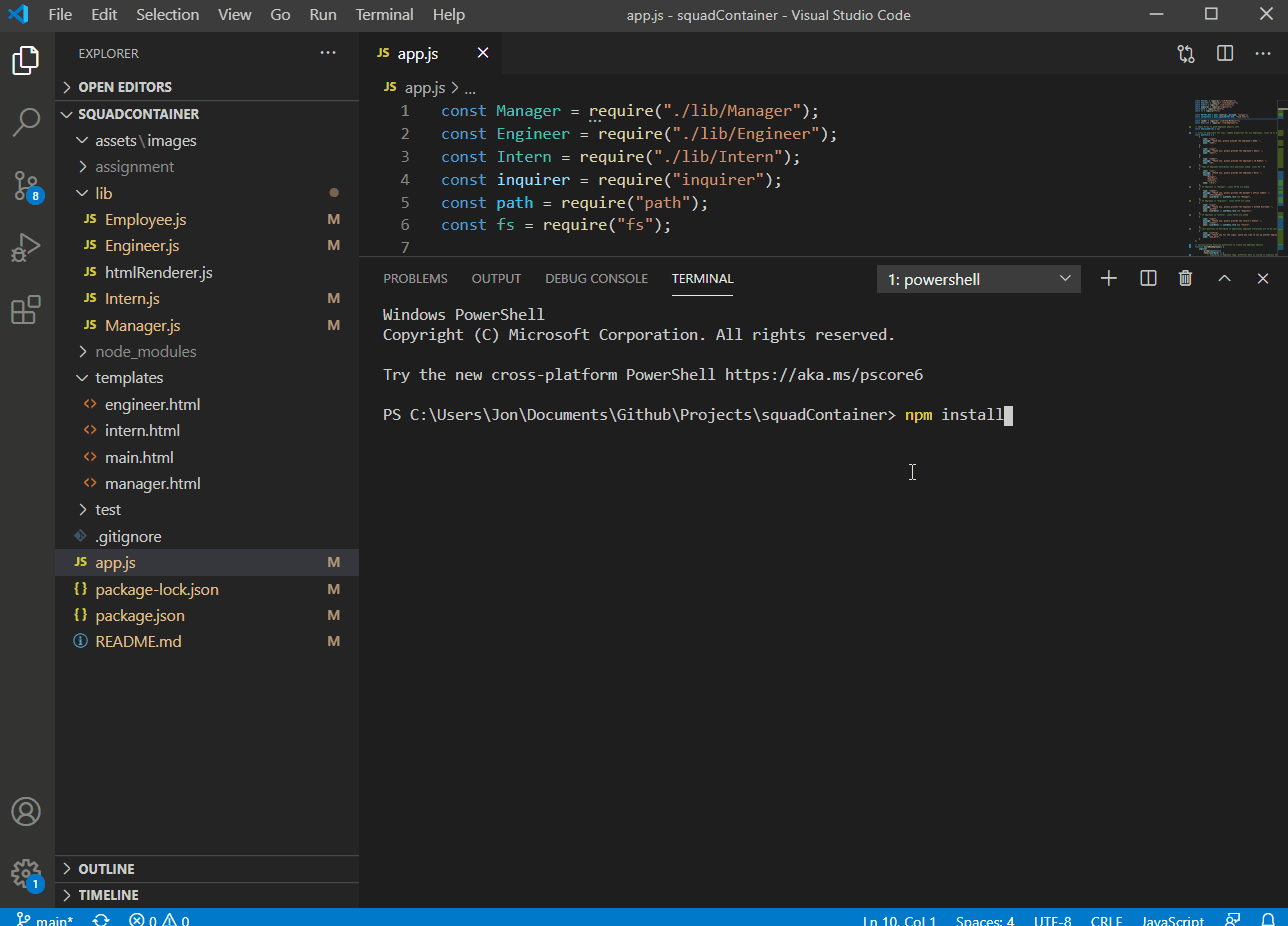 File Edit Selection View Go Run Terminal Help
app.js - squadContainer - Visual Studio Code
EXPLORER
OPEN EDITORS
SQUADCONTAINER
assets\images
assignment
lib
JS Employee.js M
JS Engineer.js M
JS htmlRenderer.js
JS Intern.js M
JS Manager.js M
node_modules
templates
<> engineer.html
<> intern.html
<> main.html
<> manager.html
test
.gitignore
JS app.js M
{} package-lock.json M
{} package.json M
README.md M
OUTLINE
TIMELINE
8
1
JS app.js
JS app.js > ...
1 const Manager = require("./lib/Manager");
2 const Engineer = require("./lib/Engineer");
3 const Intern = require("./lib/Intern");
4 const inquirer = require("inquirer");
5 const path = require("path");
6 const fs = require("fs");
7
PROBLEMS OUTPUT DEBUG CONSOLE TERMINAL 1: powershell
Windows PowerShell
Copyright (C) Microsoft Corporation. All rights reserved.
Try the new cross-platform PowerShell https://aka.ms/pscore6
PS C:\Users\Jon\Documents\Github\Projects\squadContainer> npm install
main* 0 0 Ln 10, Col 1 Spaces: 4 UTF-8 CRLF JavaScript